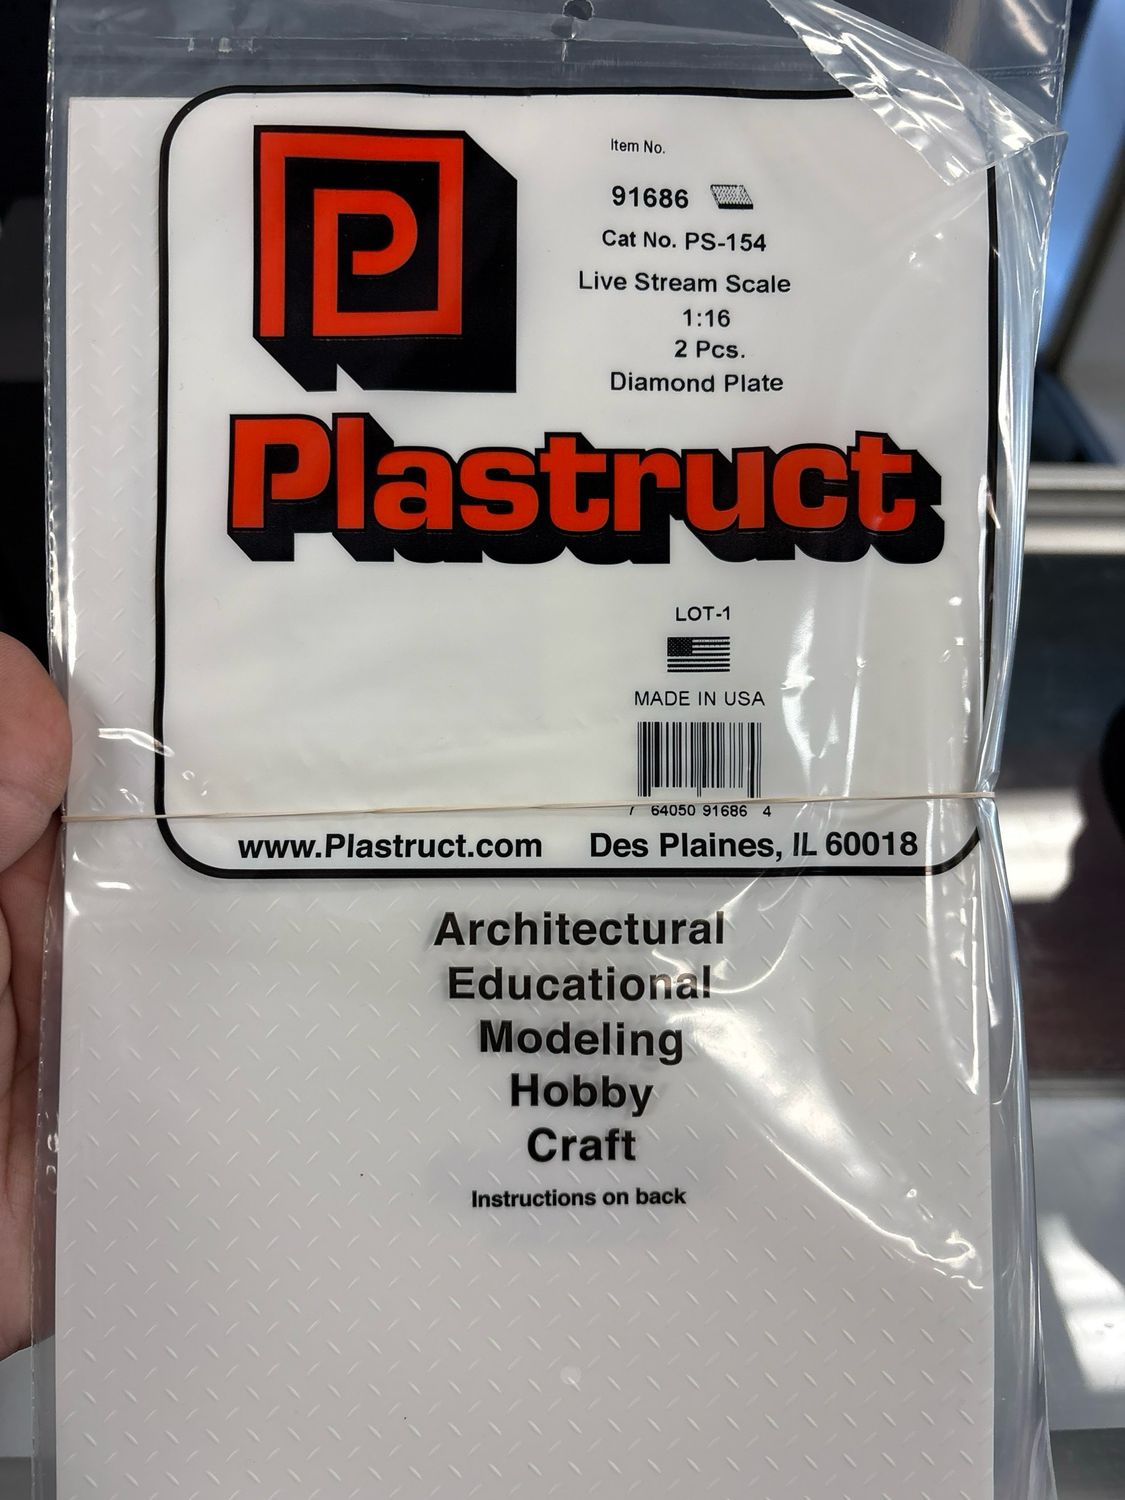 P
Item No.
91686
Cat No. PS-154
Live Stream Scale
1:16
2 Pcs.
Diamond Plate
Plastruct
LOT-1
MADE IN USA
7 64050 91686 4
www.Plastruct.com Des Plaines, IL 60018
Architectural
Educational
Modeling
Hobby
Craft
Instructions on back